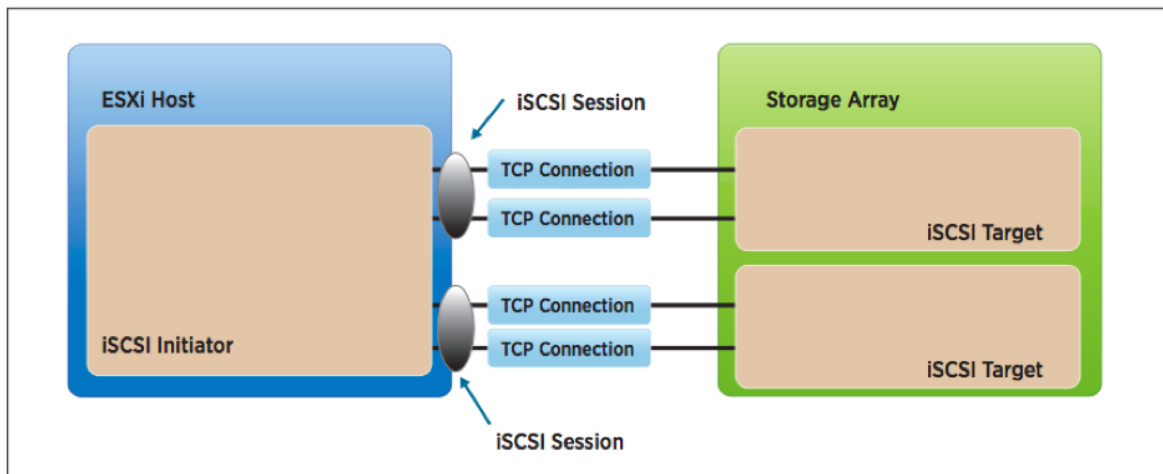 ESXi Host
iSCSI Session
Storage Array
TCP Connection
TCP Connection
iSCSI Target
TCP Connection
iSCSI Initiator
TCP Connection
iSCSI Target
iSCSI Session